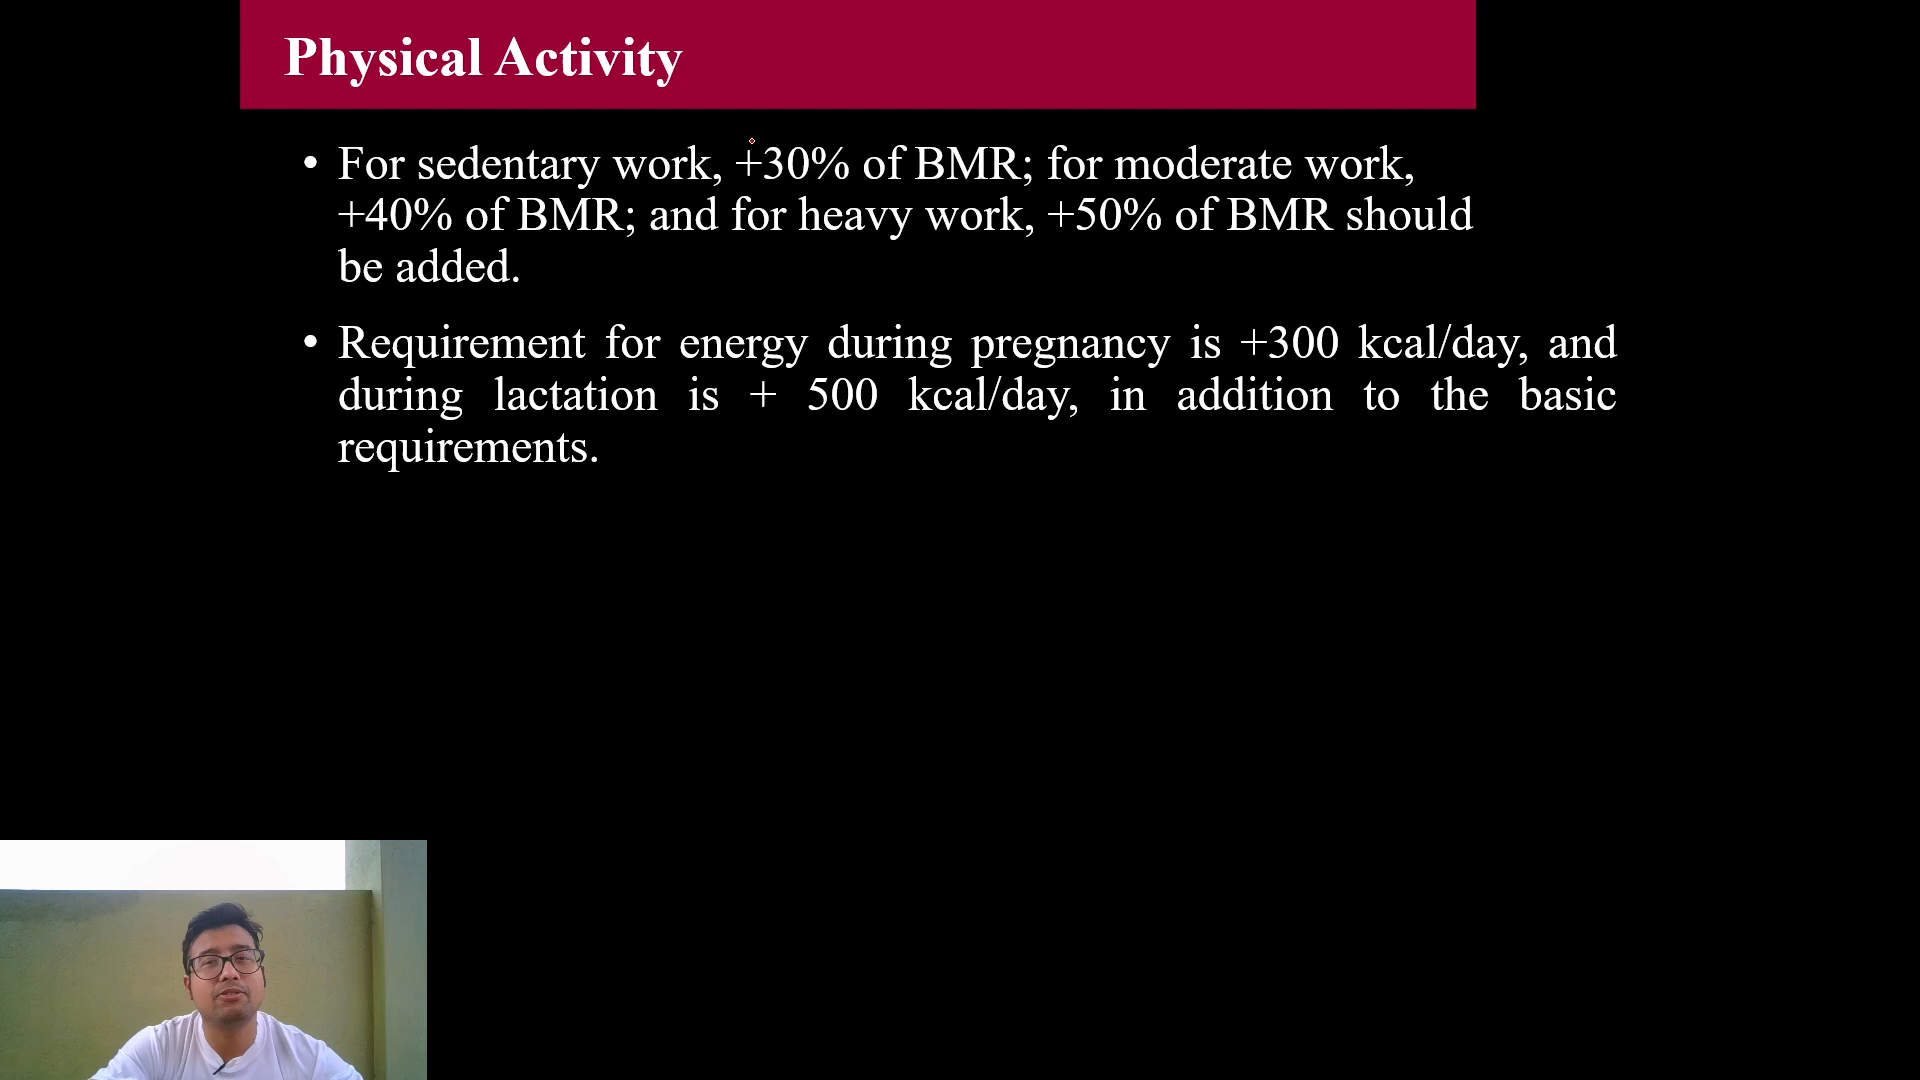 Physical Activity
• For sedentary work, +30% of BMR; for moderate work,
+40% of BMR; and for heavy work, +50% of BMR should
be added.
• Requirement for energy during pregnancy is +300 kcal/day, and
during lactation is + 500 kcal/day, in addition to the basic
requirements.